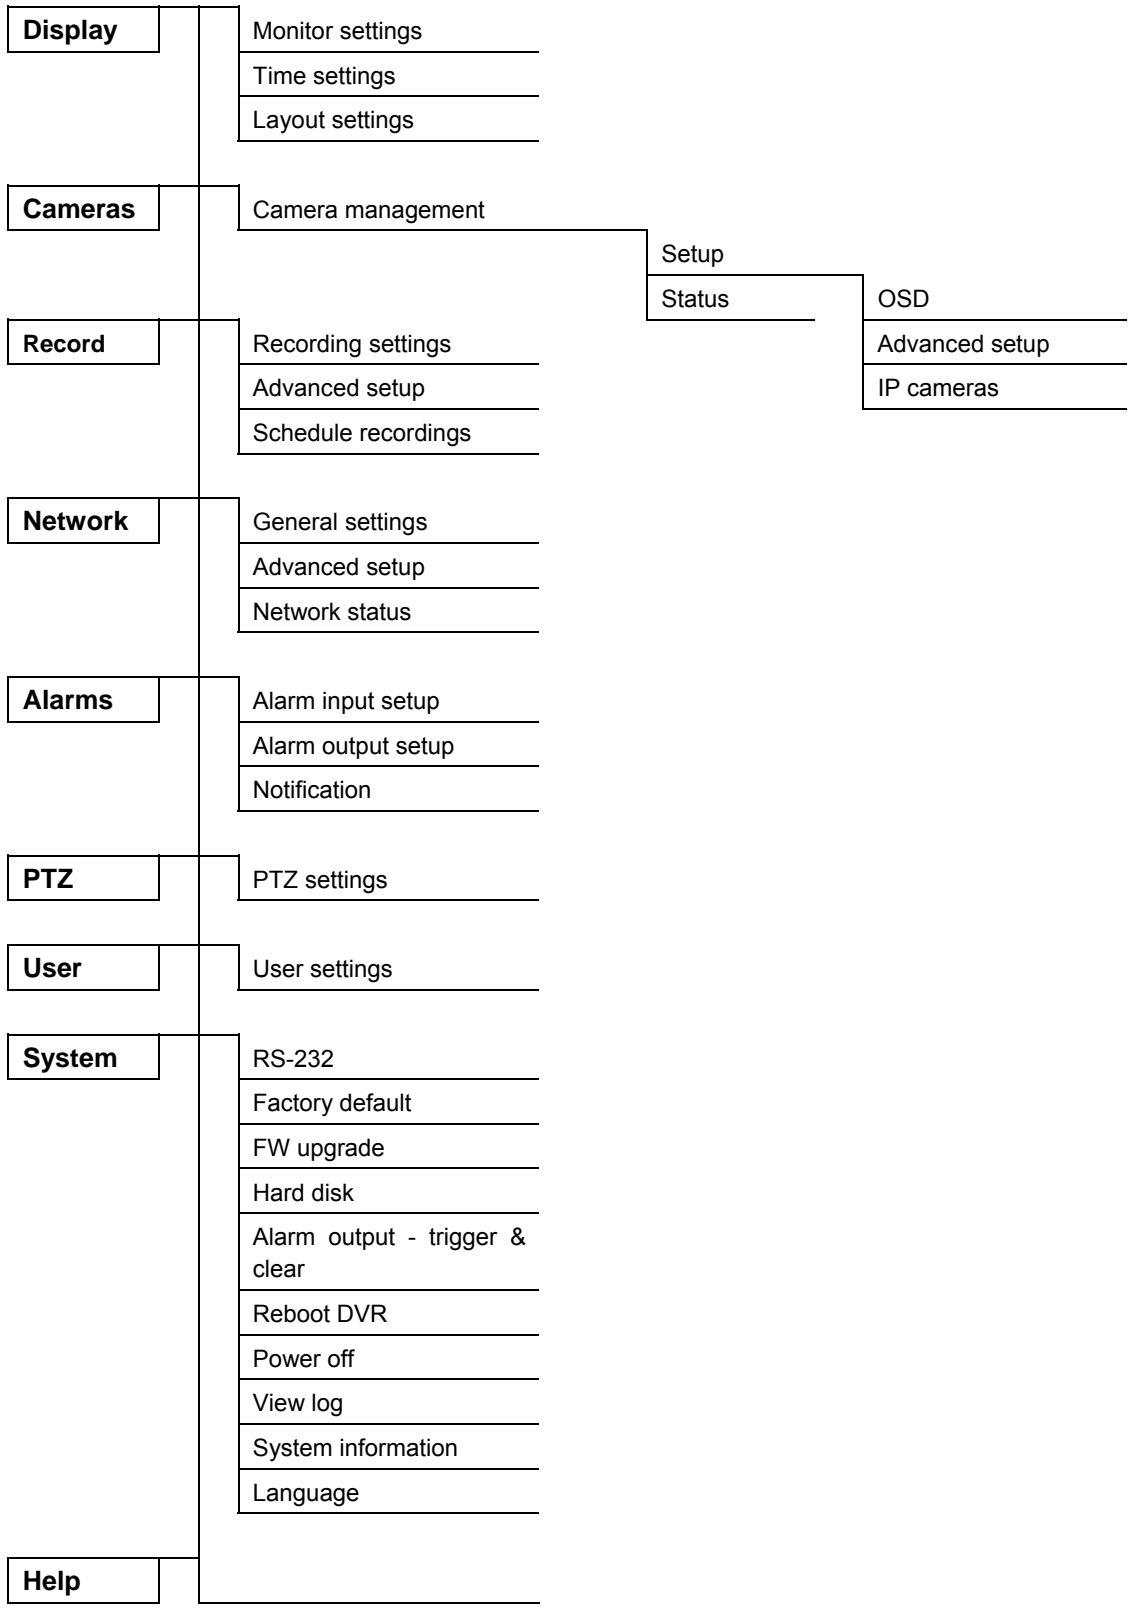 Display
Monitor settings
Time settings
Layout settings
Cameras
Camera management
Setup
Status
OSD
Advanced setup
IP cameras
Record
Recording settings
Advanced setup
Schedule recordings
Network
General settings
Advanced setup
Network status
Alarms
Alarm input setup
Alarm output setup
Notification
PTZ
PTZ settings
User
User settings
System
RS-232
Factory default
FW upgrade
Hard disk
Alarm output - trigger &
clear
Reboot DVR
Power off
View log
System information
Language
Help